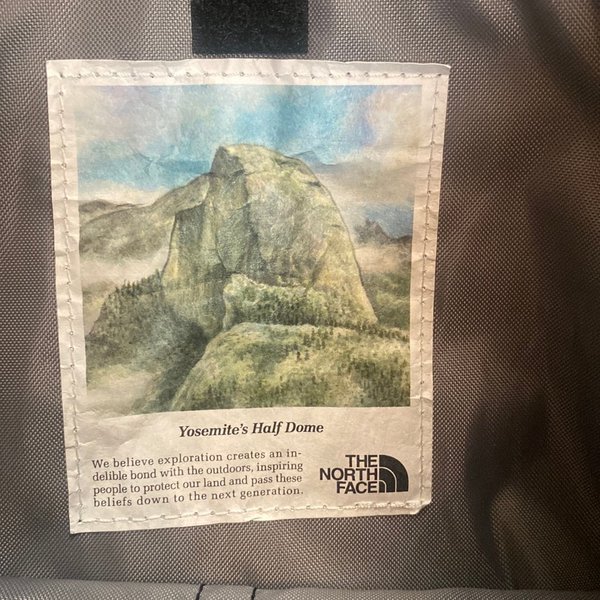 Yosemite's Half Dome
We believe exploration creates an in-
delible bond with the outdoors, inspiring
people to protect our land and pass these
beliefs down to the next generation.
THE
NORTH
FACE